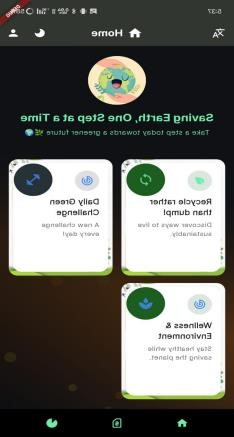 5:37
DEBUG
Home
Saving Earth, One Step at a Time
Take a step today towards a greener future
Recycle rather
than dump!
Discover ways to live
sustainably.
Daily Green
Challenge
A new challenge
every day!
Wellness &
Environment
Stay healthy while
saving the planet.